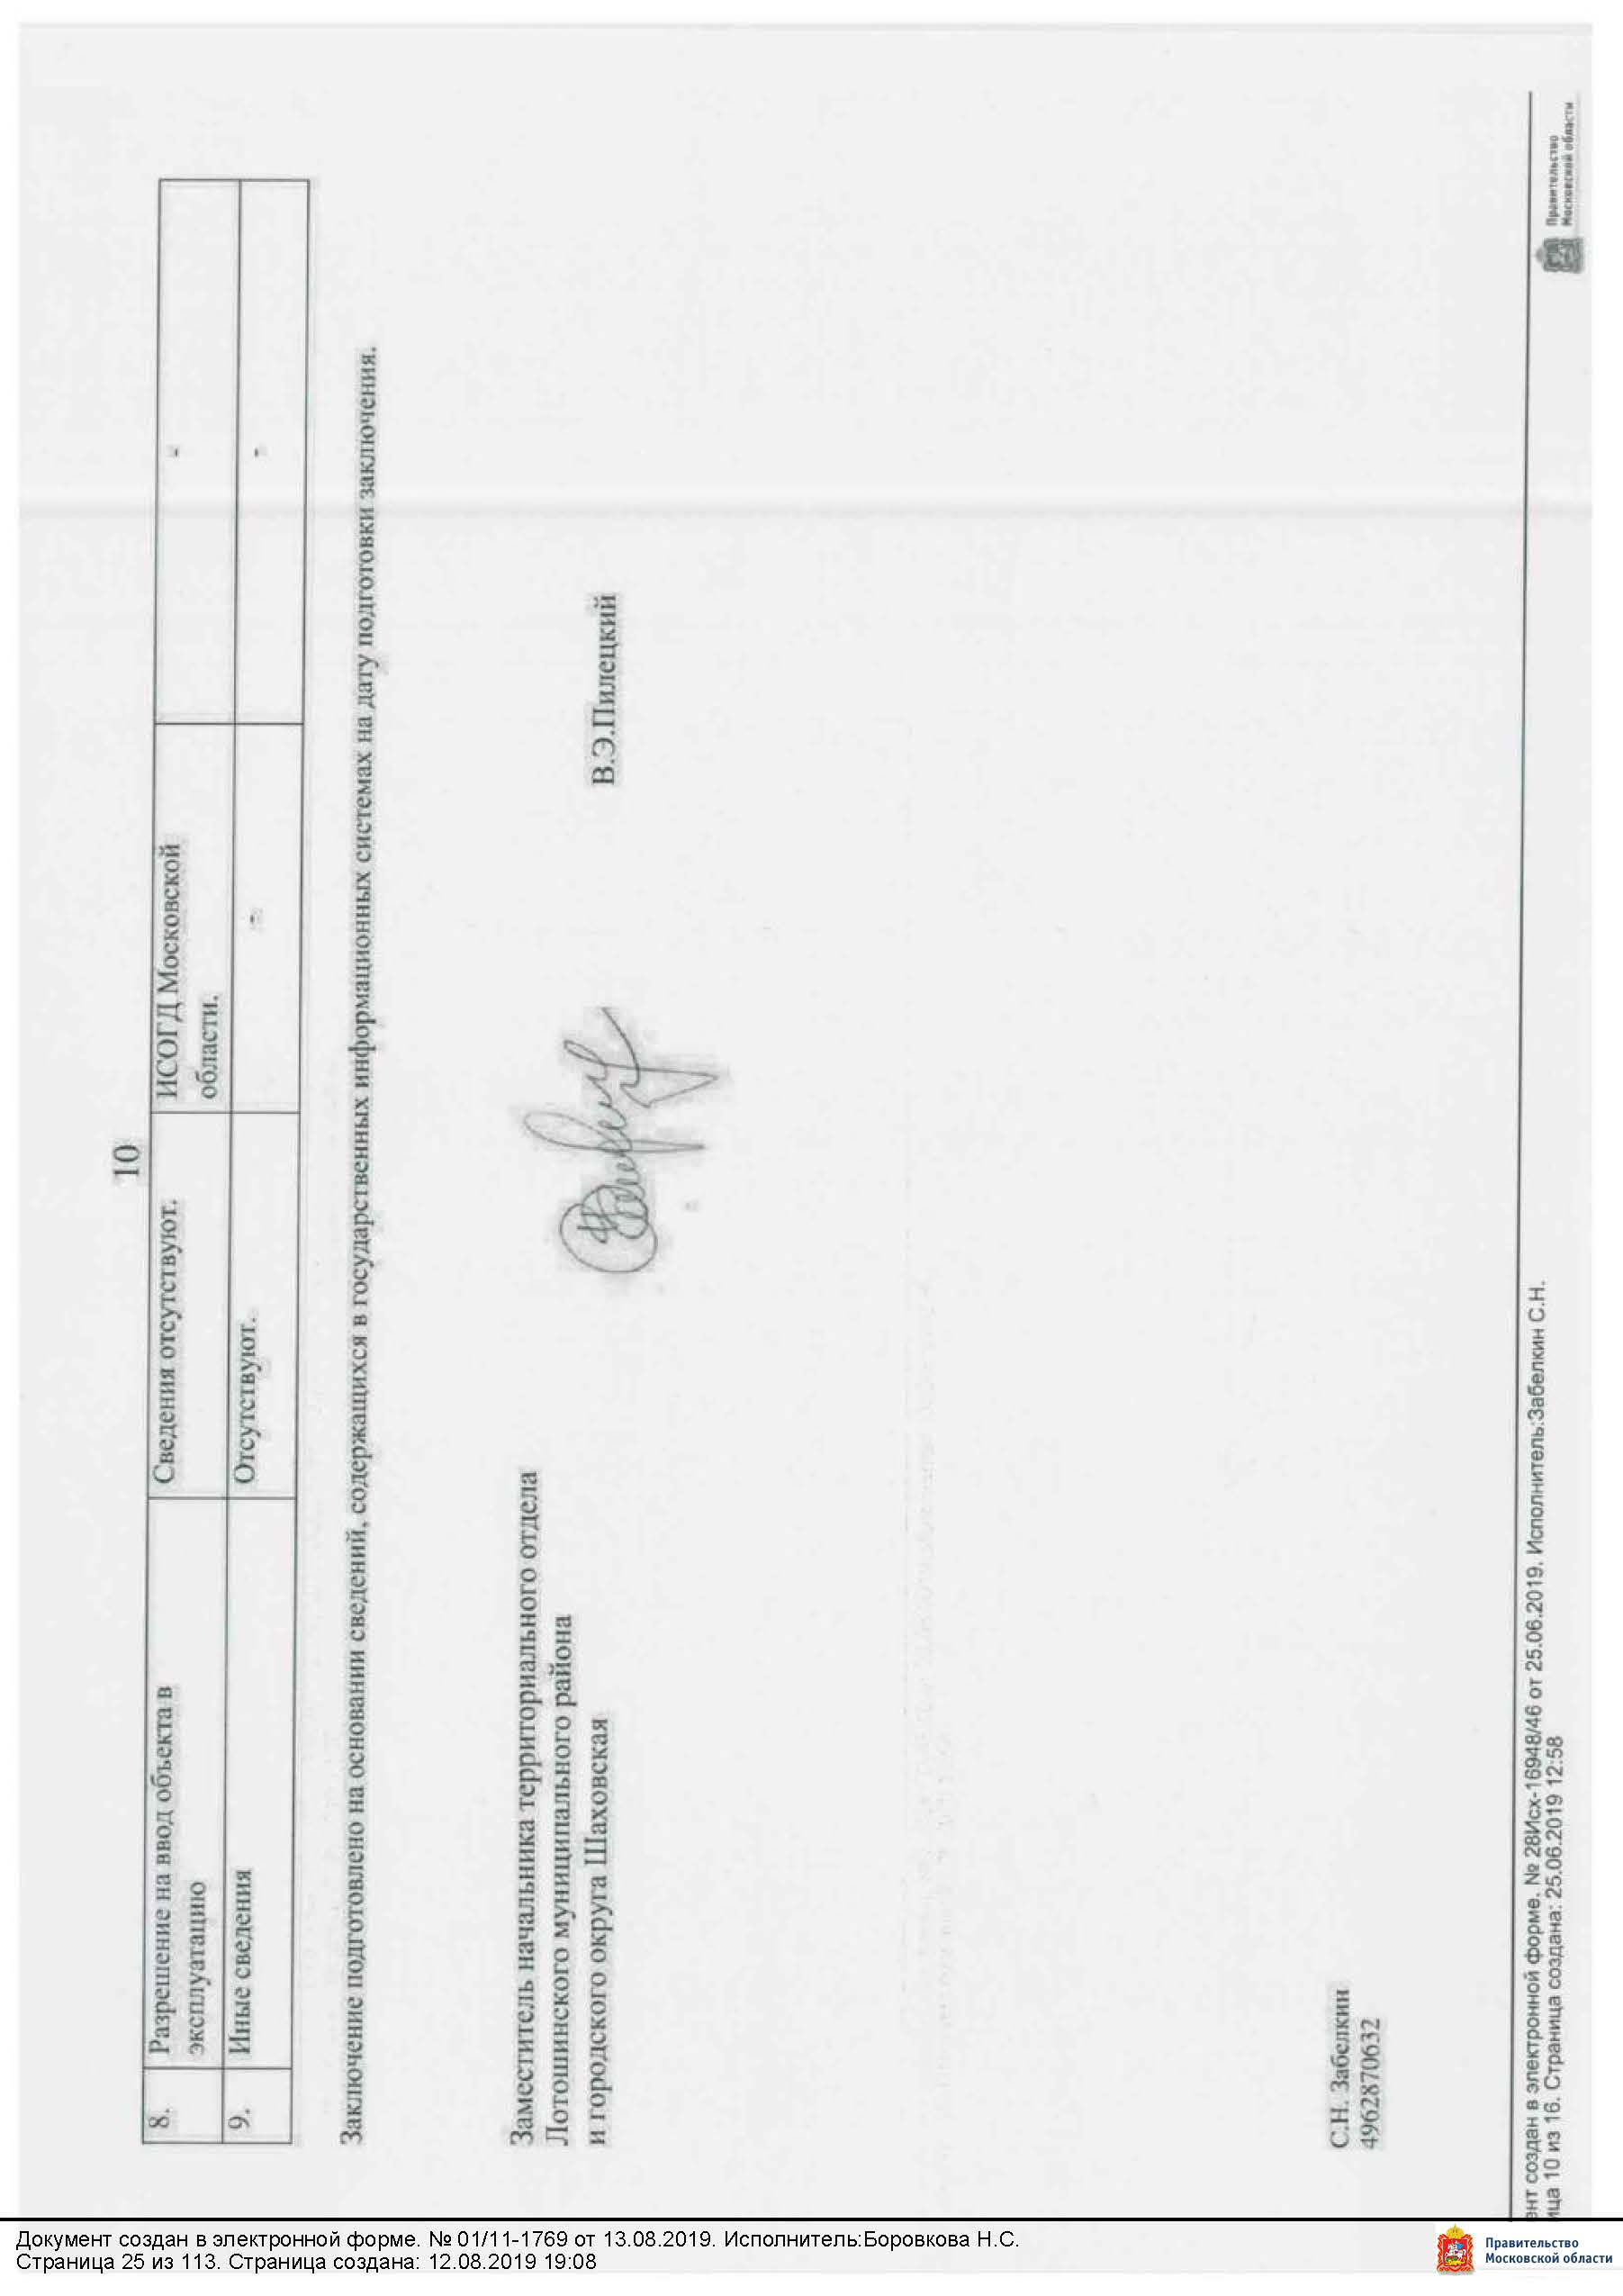 10
8.
Разрешение на ввод объекта в
эксплуатацию
Сведения отсутствуют.
ИСОГД Московской
области.
-
9.
Иные сведения
Отсутствуют.
-
-
Заключение подготовлено на основании сведений, содержащихся в государственных информационных системах на дату подготовки заключения.
Заместитель начальника территориального отдела
Лотошинского муниципального района
и городского округа Шаховская
В.Э.Пилецкий
С.Н. Забелкин
4962870632
ент создан в электронной форме. № 28Исх-16948/46 от 25.06.2019. Исполнитель:Забелкин С.Н.
ица 10 из 16. Страница создана: 25.06.2019 12:58
Правительство
Московской области
Документ создан в электронной форме. № 01/11-1769 от 13.08.2019. Исполнитель:Боровкова Н.С.
Страница 25 из 113. Страница создана: 12.08.2019 19:08
Правительство
Московской области